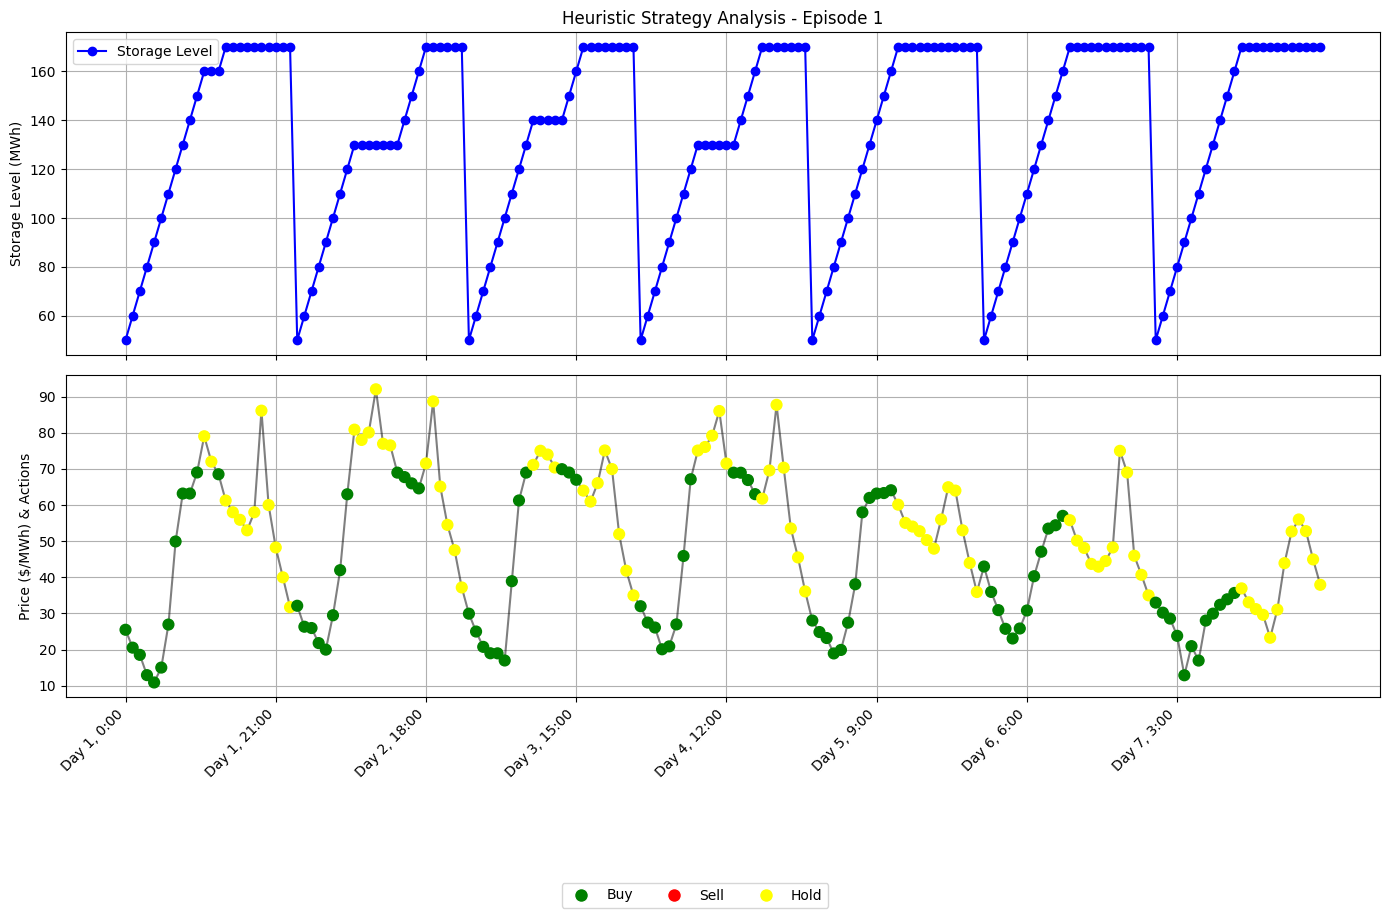 Heuristic Strategy Analysis - Episode 1
Storage Level
Storage Level (MWh)
160
140
120
100
80
60
Price ($/MWh) & Actions
90
80
70
60
50
40
30
20
10
Day 1, 0:00
Day 1, 21:00
Day 2, 18:00
Day 3, 15:00
Day 4, 12:00
Day 5, 9:00
Day 6, 6:00
Day 7, 3:00
Buy Sell Hold